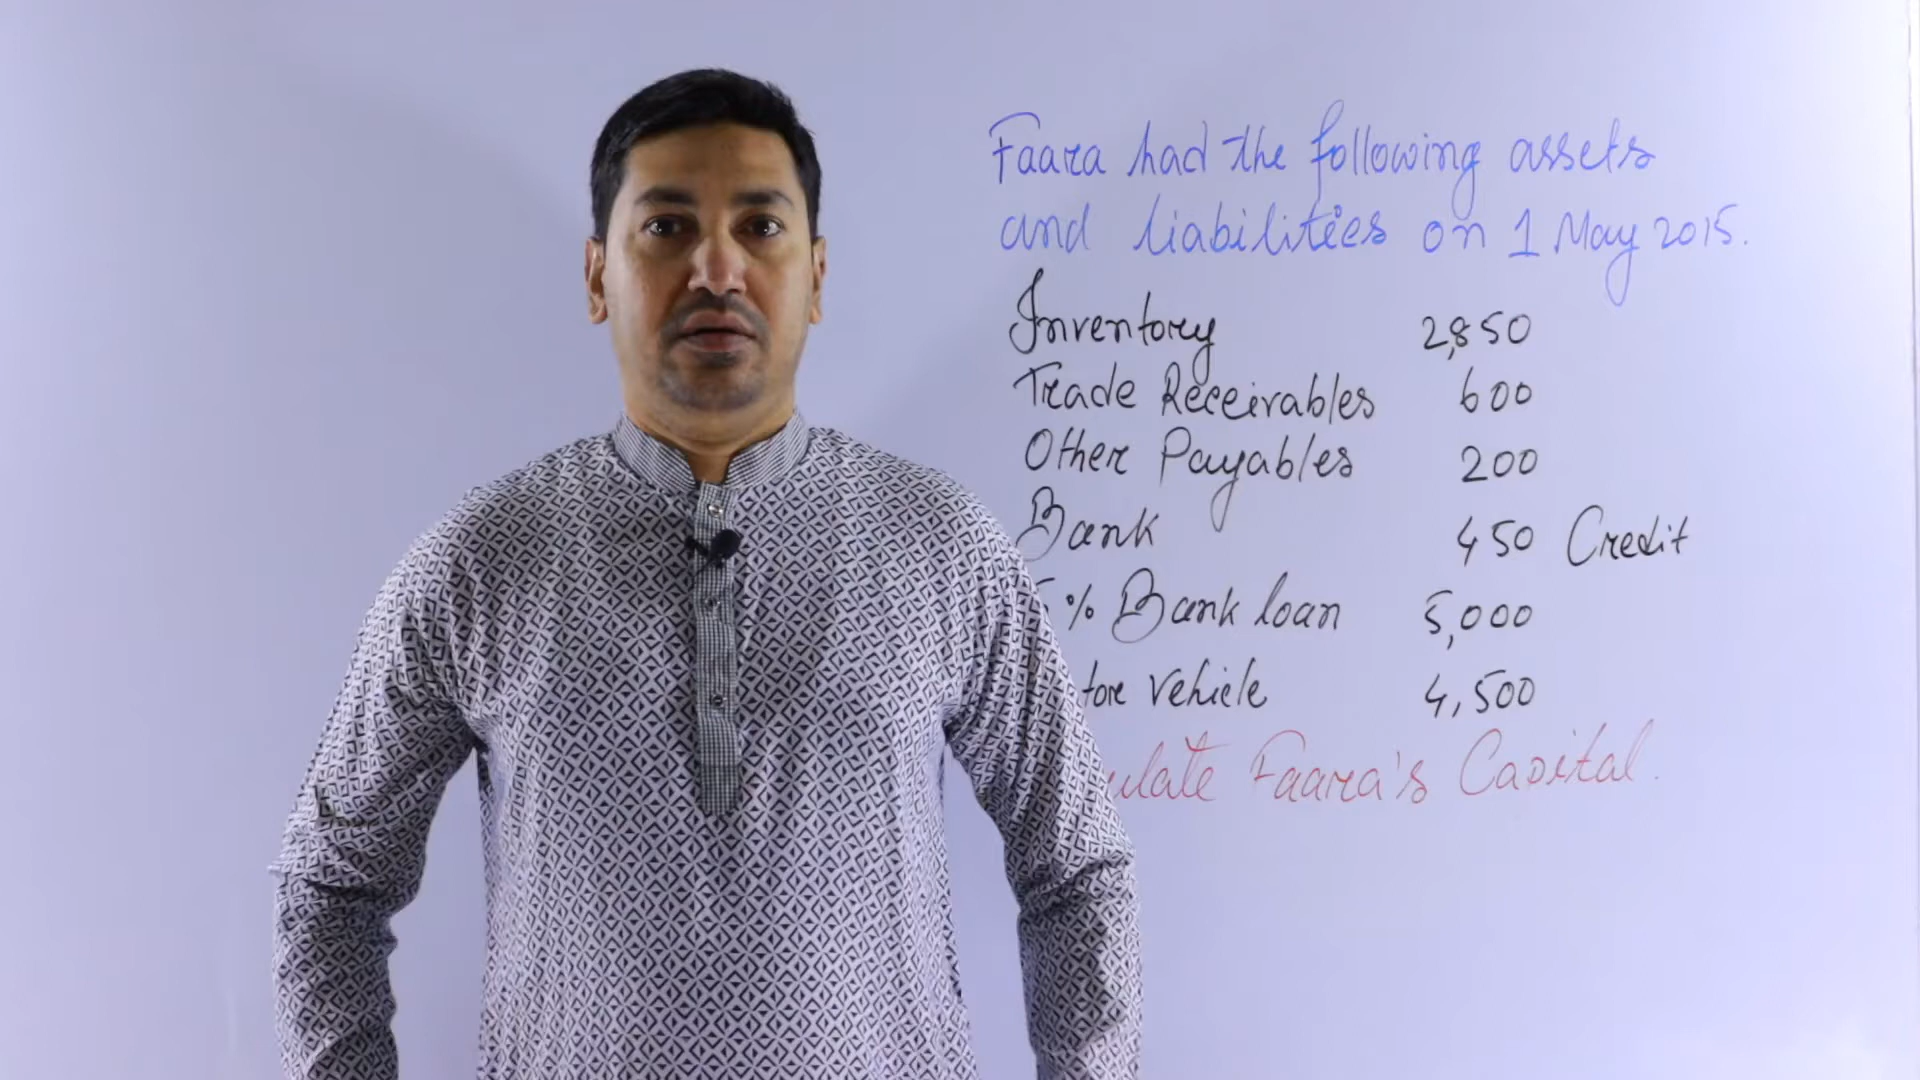 Faara had the following assets
and liabilities on 1 May 2015.
Inventory 2,850
Trade Receivables 600
Other Payables 200
Bank 450 Credit
% Bank loan 5,000
tor Vehicle 4,500
ulate Faara's Capital.